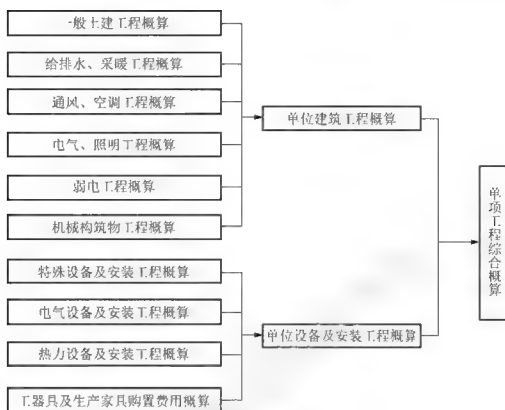 一般土建工程概算
给排水、采暖工程概算
通风、空调工程概算
电气、照明工程概算
弱电工程概算
机械构筑物工程概算
特殊设备及安装工程概算
电气设备及安装工程概算
热力设备及安装工程概算
工器具及生产家具购置费用概算
单位建筑工程概算
单位设备及安装工程概算
单项工程综合概算